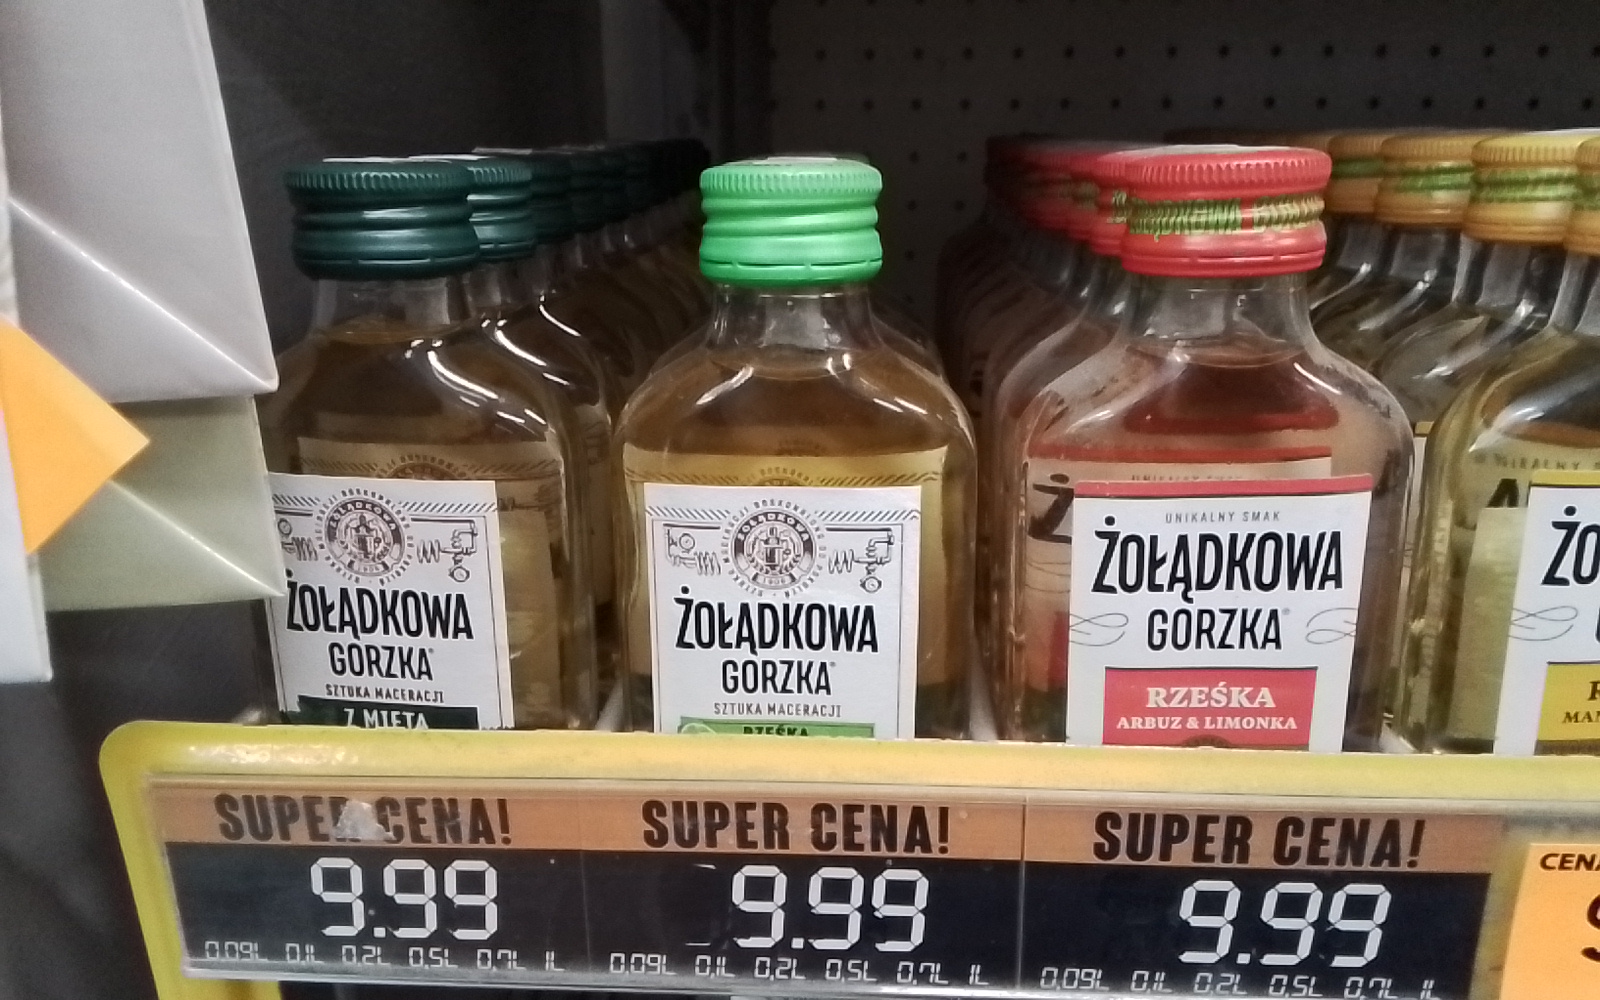 ŻOŁĄDKOWA
GORZKA
SZTUKA MACERACJI
Z MIĘTĄ
ŻOŁĄDKOWA
GORZKA®
SZTUKA MACERACJI
RZEŚKA
UNIKALNY SMAK
ŻOŁĄDKOWA
GORZKA®
RZEŚKA
ARBUZ & LIMONKA
SUPER CENA!
9.99
0,09L 0,1L 0,2L 0,5L 0,7L 1L
SUPER CENA!
9.99
0,09L 0,1L 0,2L 0,5L 0,7L 1L
SUPER CENA!
9.99
0,09L 0,1L 0,2L 0,5L 0,7L 1L